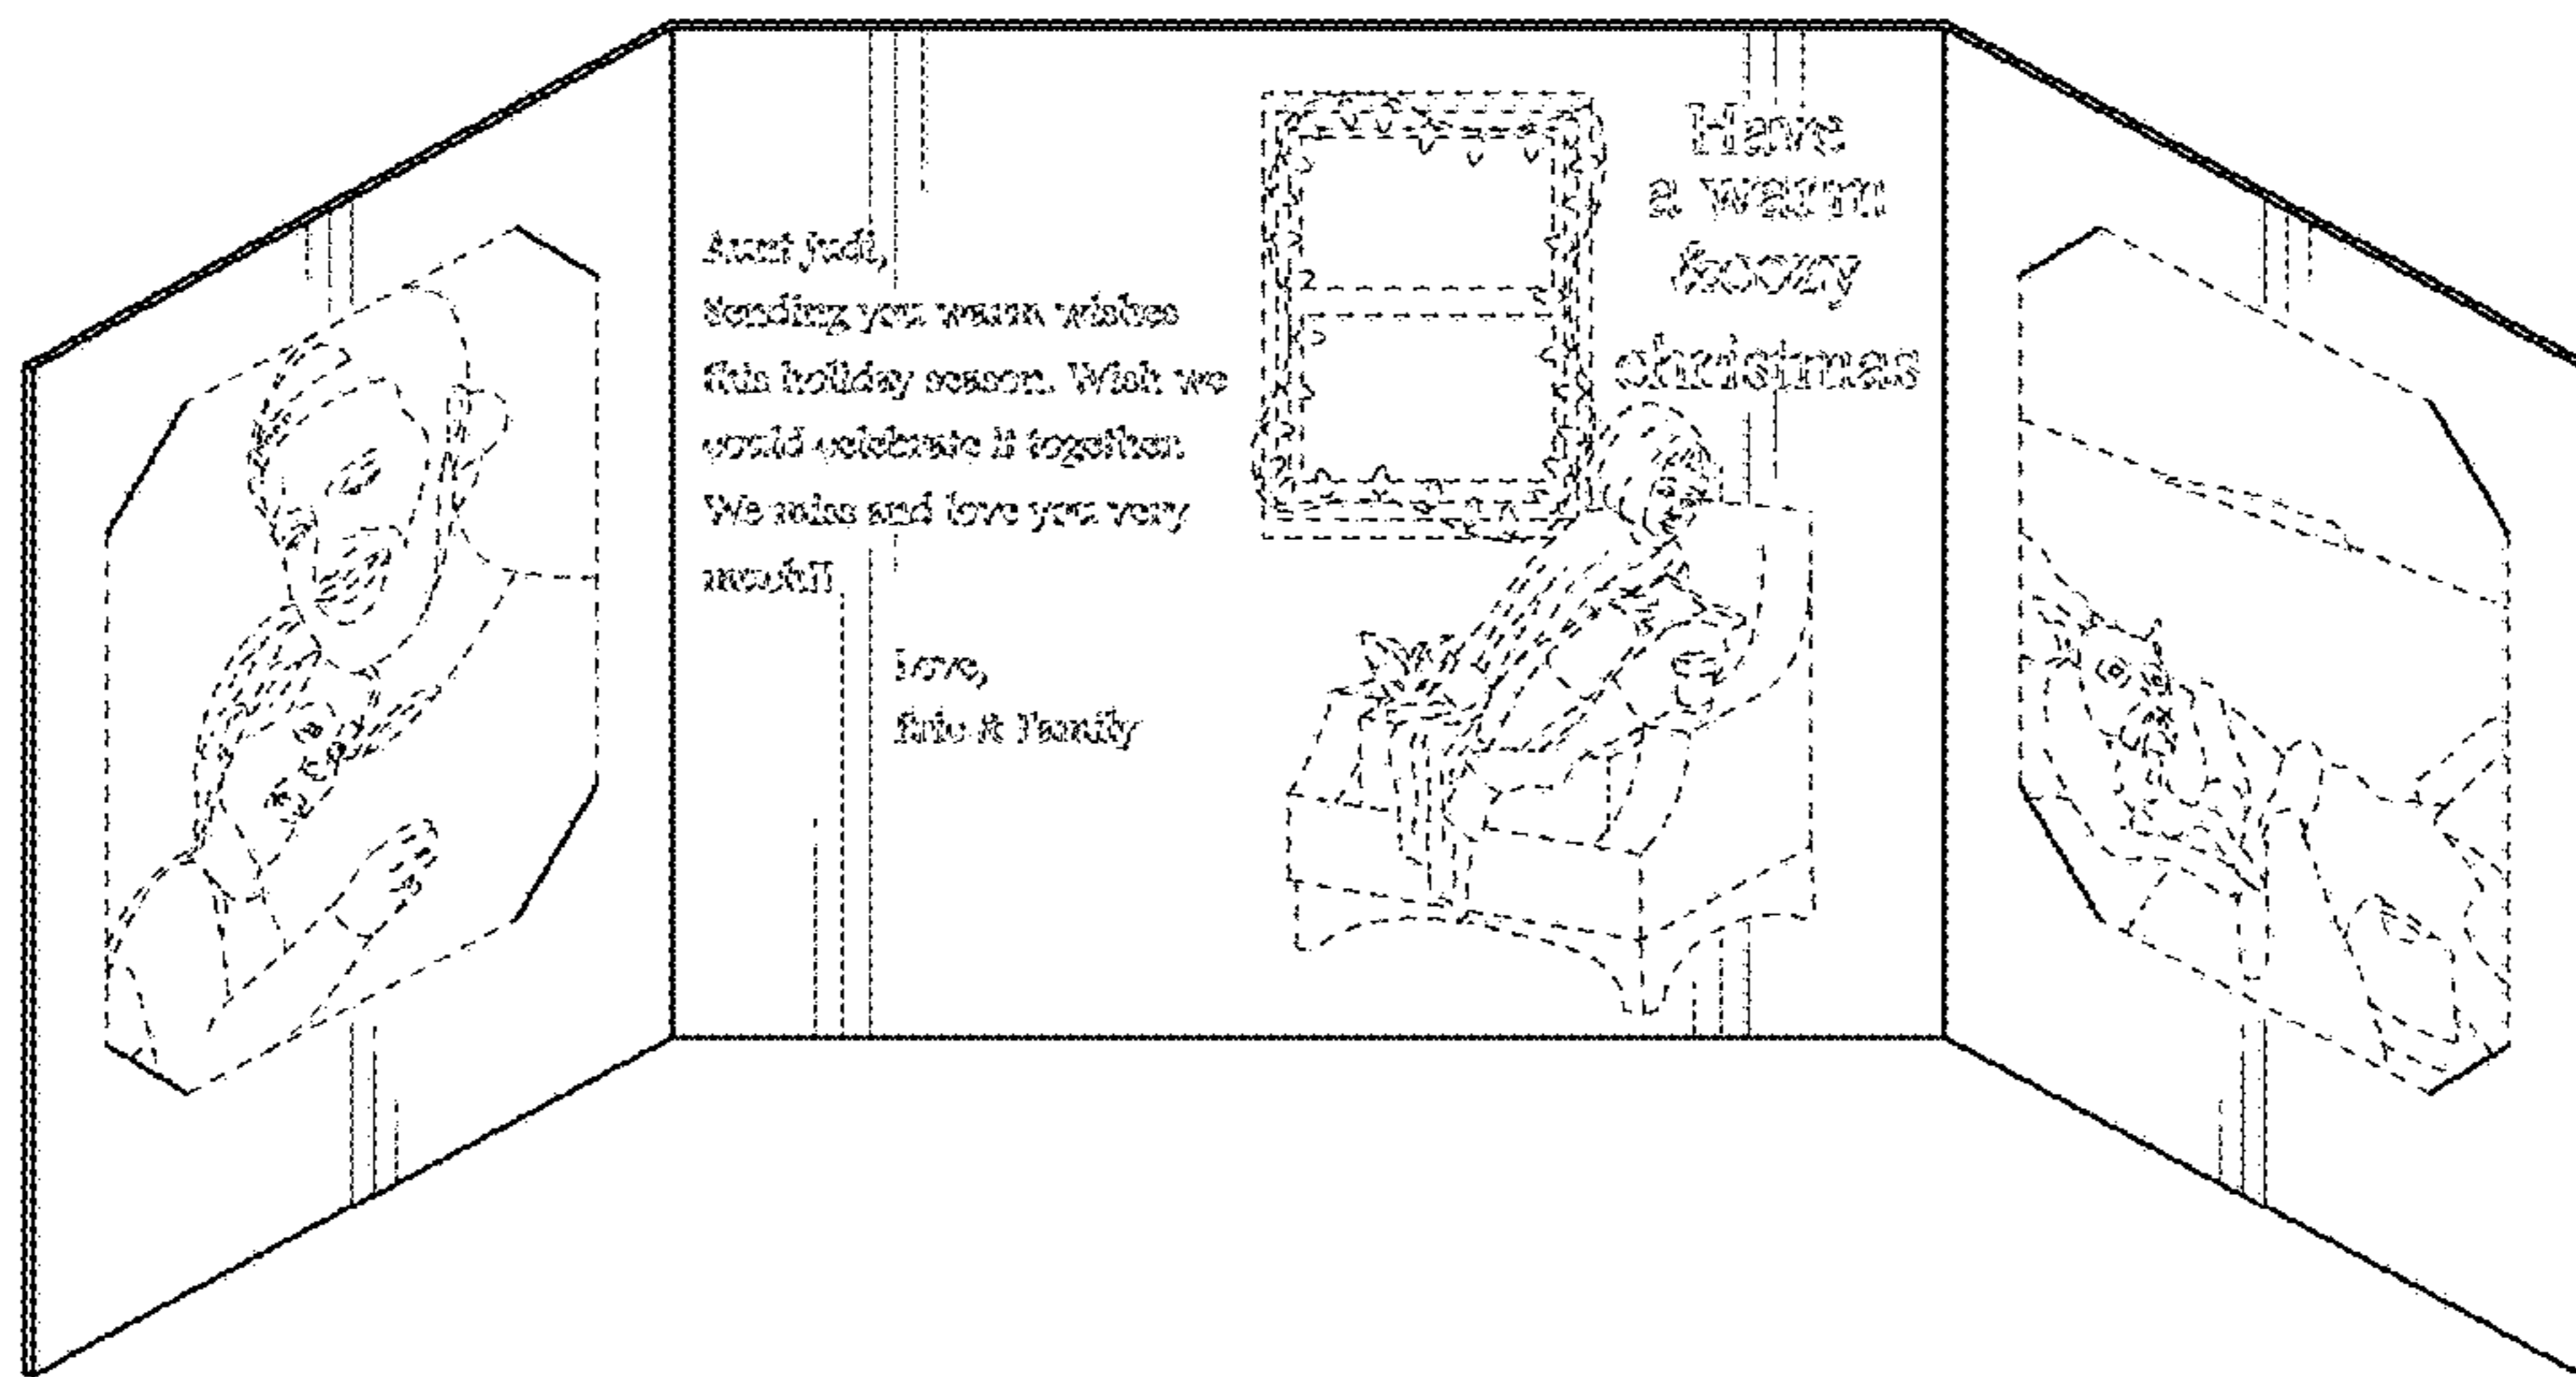 Aunt Judi,
Sending you warm wishes
this holiday season. Wish we
could celebrate it together.
We miss and love you very
much!!
Love,
Eric & Family
Have
a warm
&cozy
christmas